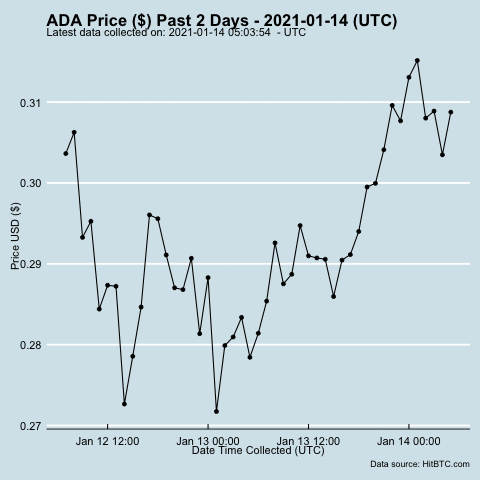 ADA Price ($) Past 2 Days - 2021-01-14 (UTC)
Latest data collected on: 2021-01-14 05:03:54 - UTC
Price USD ($)
0.31
0.30
0.29
0.28
0.27
Jan 12 12:00
Jan 13 00:00
Jan 13 12:00
Jan 14 00:00
Date Time Collected (UTC)
Data source: HitBTC.com